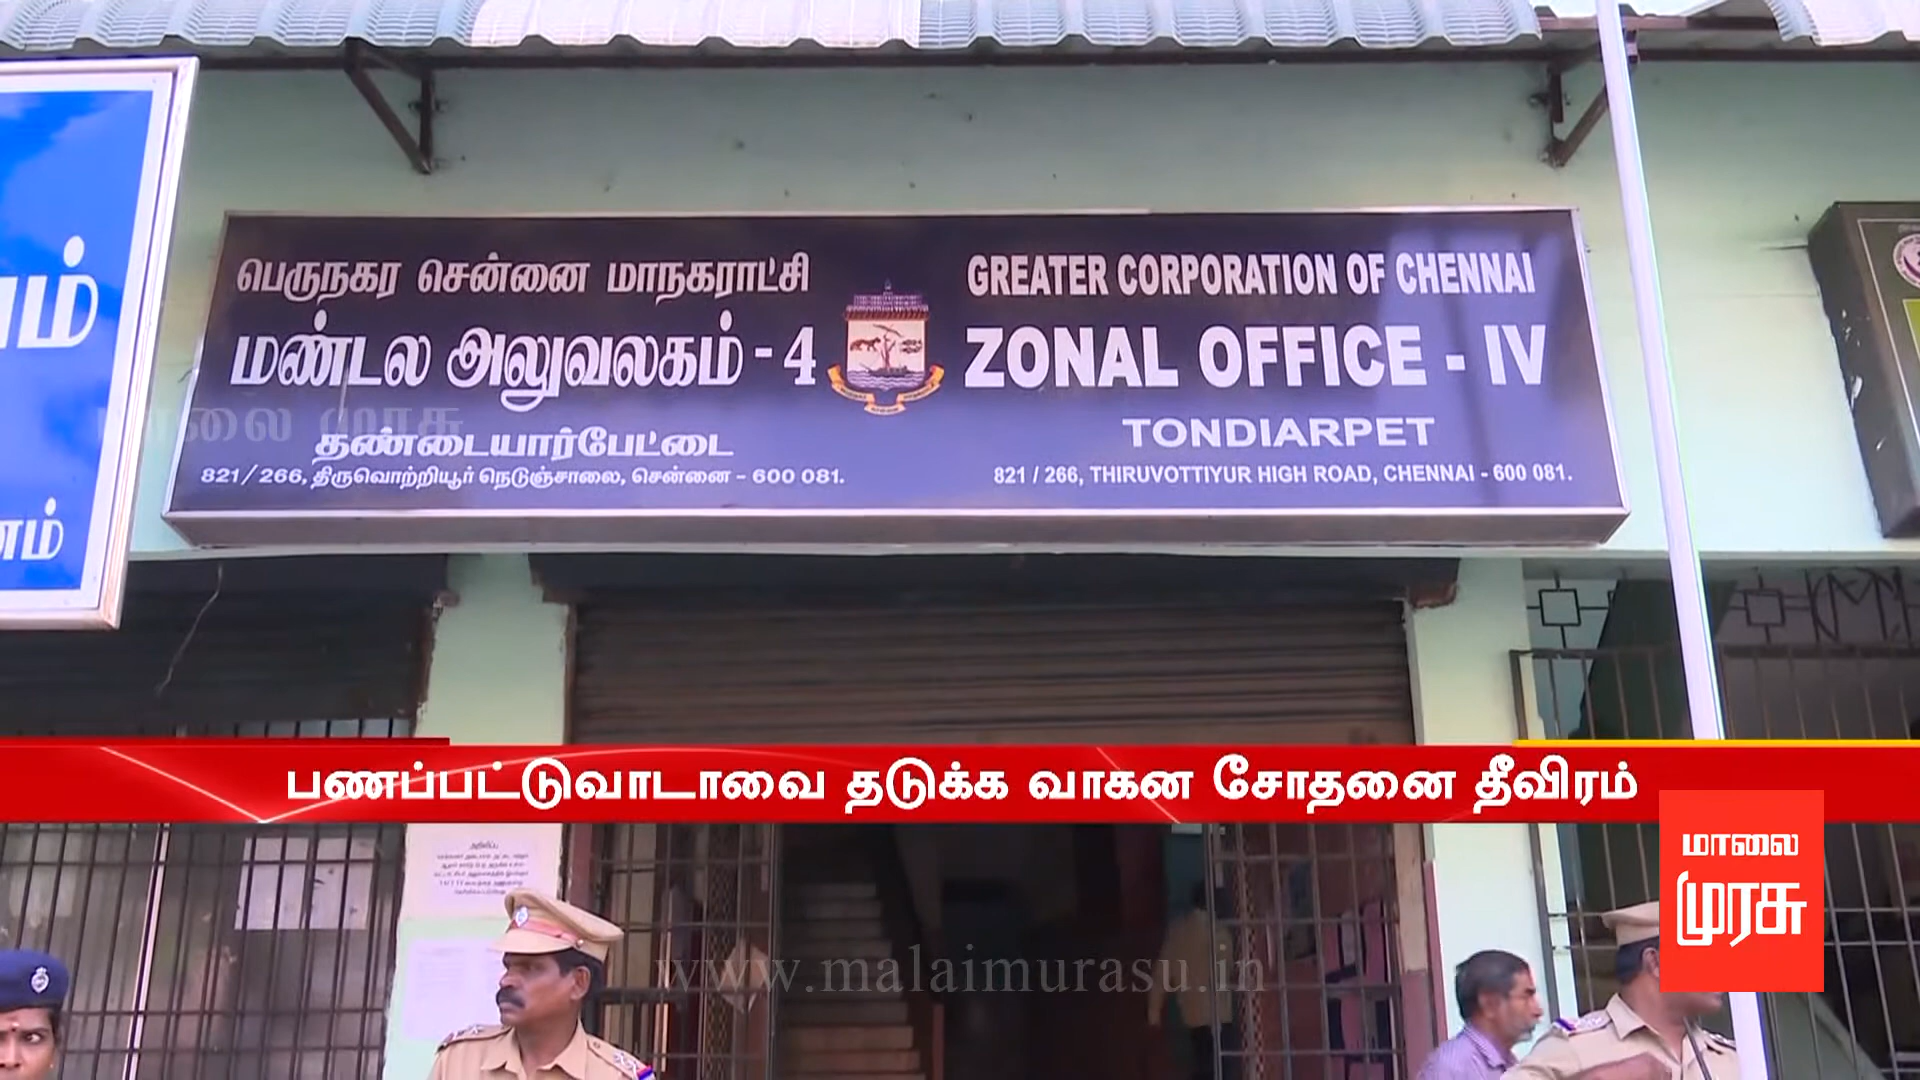 பெருநகர சென்னை மாநகராட்சி
மண்டல அலுவலகம் - 4
தண்டையார்பேட்டை
821/266, திருவொற்றியூர் நெடுஞ்சாலை, சென்னை - 600 081.
GREATER CORPORATION OF CHENNAI
ZONAL OFFICE - IV
TONDIARPET
821 / 266, THIRUVOTTIYUR HIGH ROAD, CHENNAI - 600 081.
மாலை முரசு
பணப்பட்டுவாடாவை தடுக்க வாகன சோதனை தீவிரம்
மாலை
முரசு
அறிவிப்பு
www.malaimurasu.in